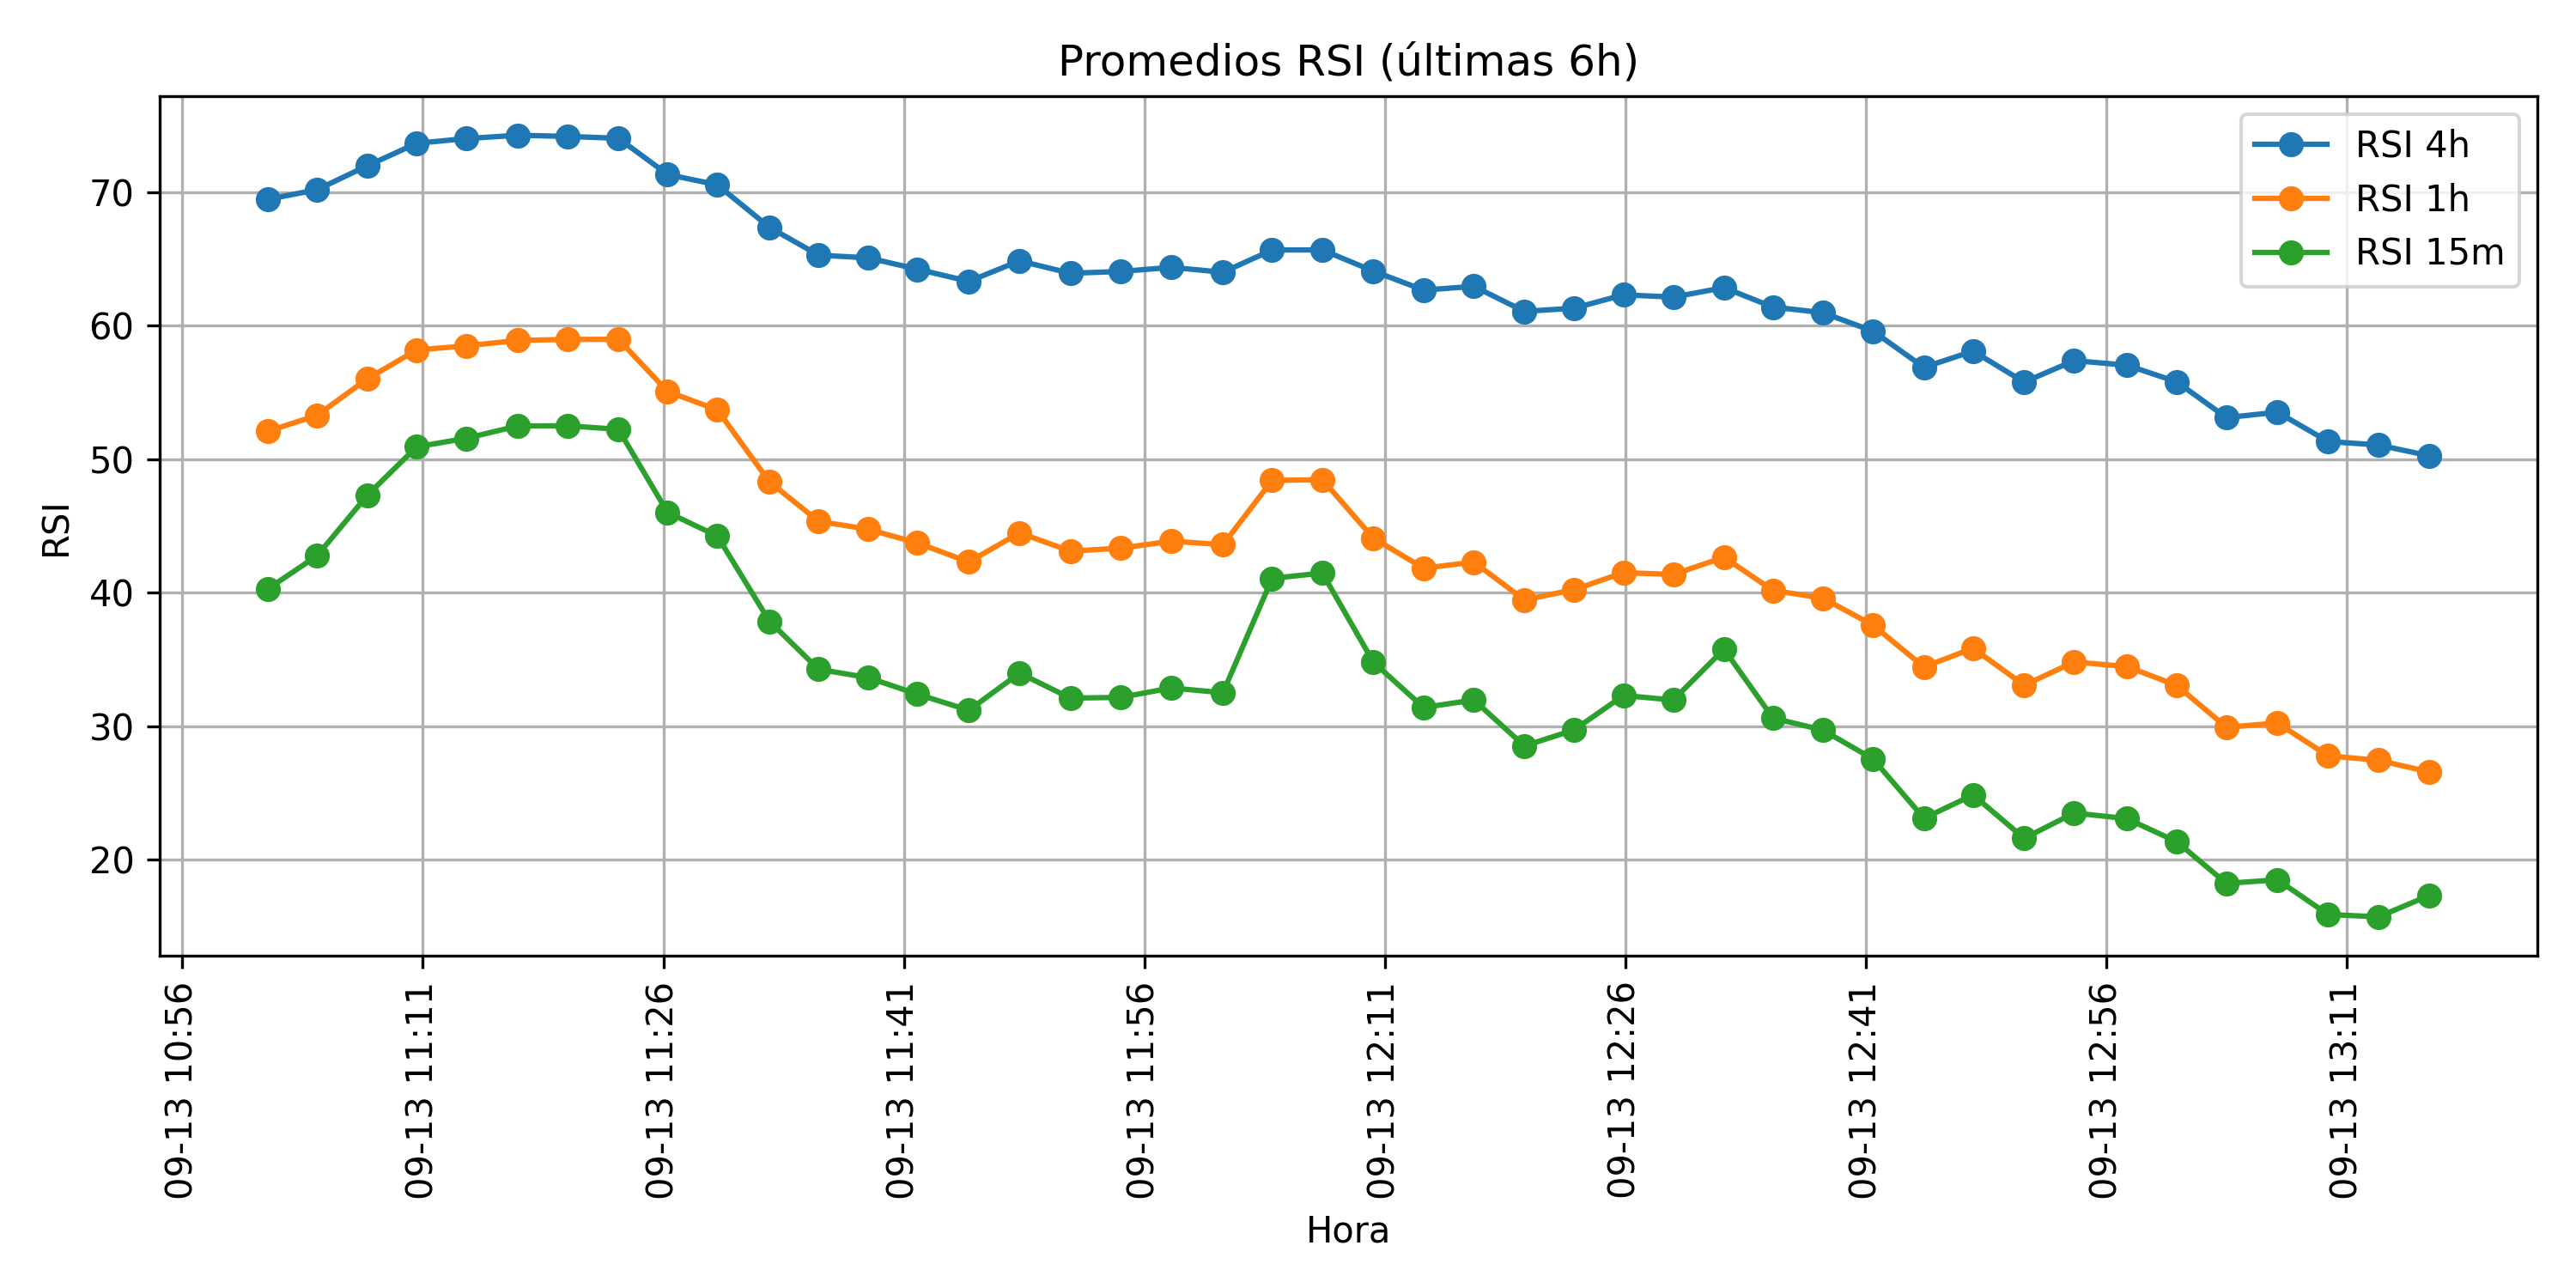 Promedios RSI (últimas 6h)
RSI 4h
RSI 1h
RSI 15m
RSI
70
60
50
40
30
20
09-13 10:56
09-13 11:11
09-13 11:26
09-13 11:41
09-13 11:56
09-13 12:11
09-13 12:26
09-13 12:41
09-13 12:56
09-13 13:11
Hora